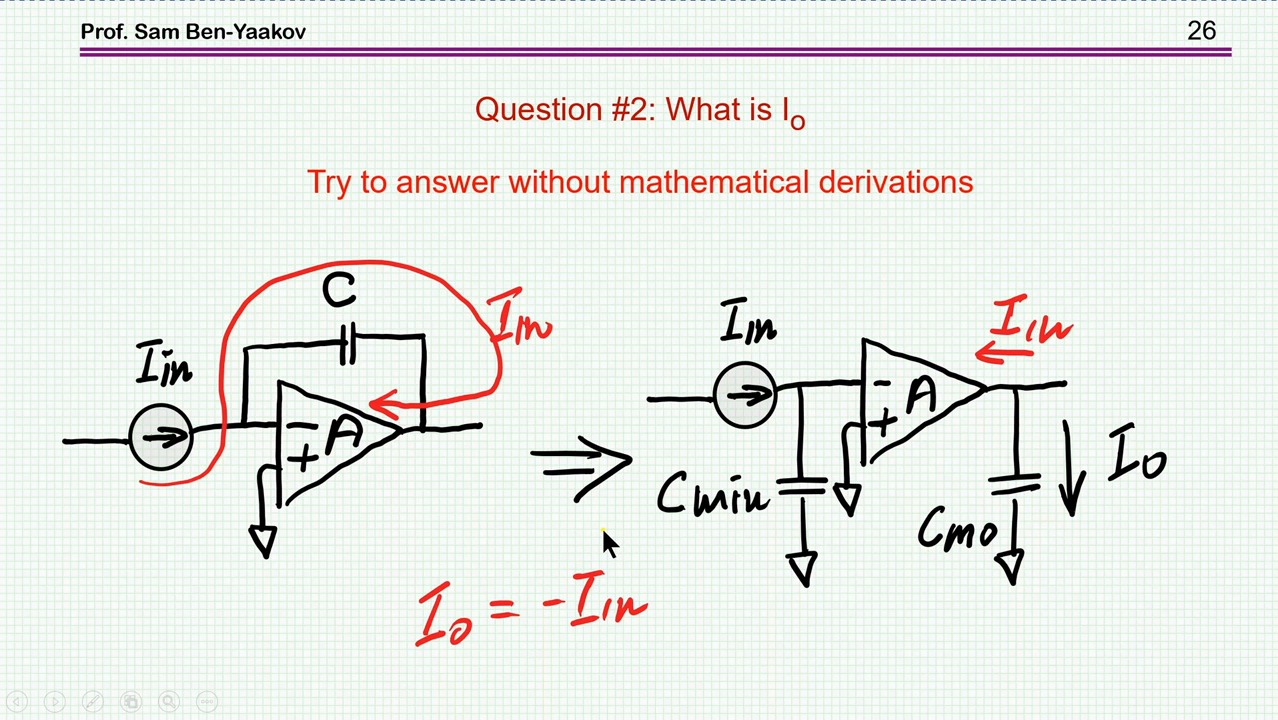 Prof. Sam Ben-Yaakov
26
Question #2: What is Io
Try to answer without mathematical derivations
C
Iin
Iin
A
−
+
Iin
Iin
A
−
+
Cmin
Cmo
Io
Io = -Iin